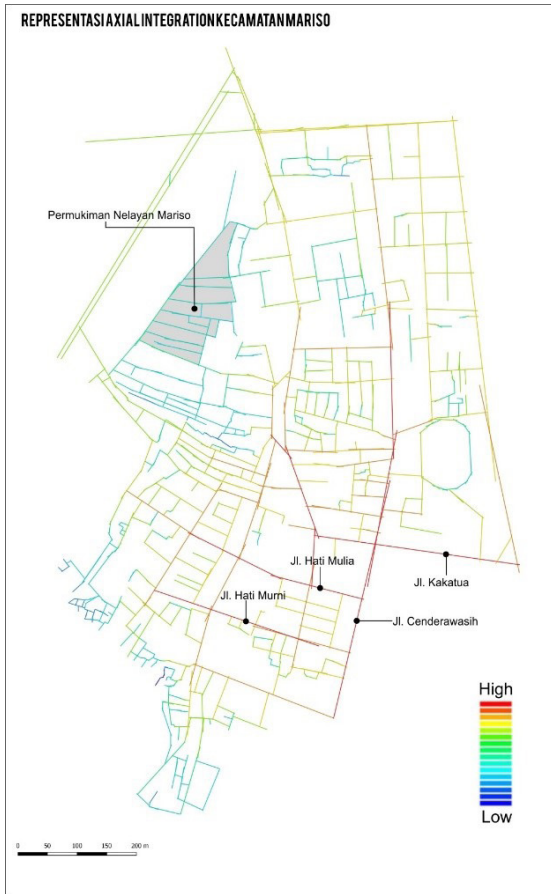 REPRESENTASI AXIAL INTEGRATION KECAMATAN MARISO
Permukiman Nelayan Mariso
Jl. Hati Mulia
Jl. Kakatua
Jl. Hati Murni
Jl. Cenderawasih
High
Low
0 50 100 150 200 m